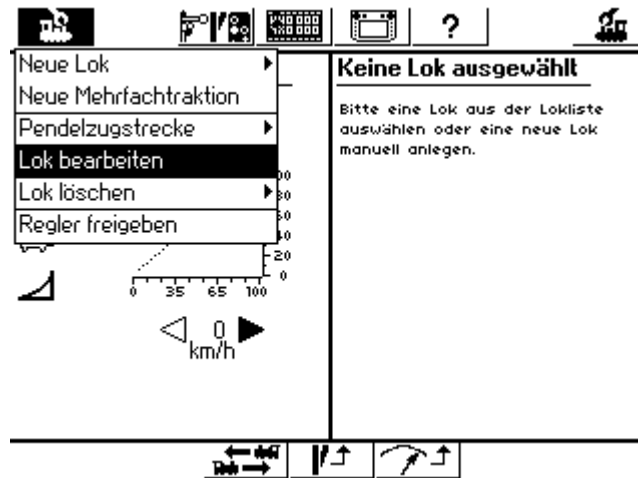 ?
Neue Lok
Neue Mehrfachtraktion
Pendelzugstrecke
Lok bearbeiten
Lok löschen
Regler freigeben
20
0
0 35 65 100
0
km/h
Keine Lok ausgewählt
Bitte eine Lok aus der Lokliste
auswählen oder eine neue Lok
manuell anlegen.